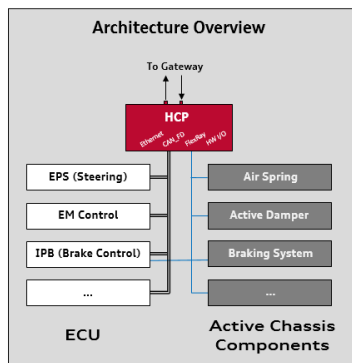 Architecture Overview
To Gateway
HCP
Ethernet
CAN_FD
FlexRay
HW I/O
EPS (Steering)
Air Spring
EM Control
Active Damper
IPB (Brake Control)
Braking System
...
...
ECU
Active Chassis
Components